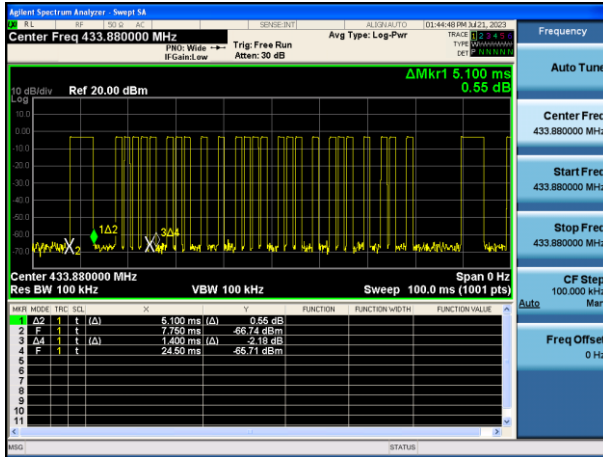 Agilent Spectrum Analyzer - Swept SA
RL RF 50 Ω AC SENSE:INT ALIGNAUTO 01:44:48 PM Jul 21, 2023
Center Freq 433.880000 MHz
PNO: Wide
IFGain:Low
Trig: Free Run
Atten: 30 dB
Avg Type: Log-Pwr
TRACE 1 2 3 4 5 6
TYPE
DET P N N N N N
ΔMkr1 5.100 ms
0.55 dB
10 dB/div Ref 20.00 dBm
Log
10.0
0.00
-10.0
-20.0
-30.0
-40.0
-50.0
-60.0
-70.0
2
1Δ2
3Δ4
Center 433.880000 MHz Span 0 Hz
Res BW 100 kHz VBW 100 kHz Sweep 100.0 ms (1001 pts)
MKR MODE TRC SCL X Y FUNCTION FUNCTION WIDTH FUNCTION VALUE
1 Δ2 1 t (Δ) 5.100 ms (Δ) 0.55 dB
2 F 1 t 7.750 ms -66.74 dBm
3 Δ4 1 t (Δ) 1.400 ms (Δ) -2.18 dB
4 F 1 t 24.50 ms -65.71 dBm
5
6
7
8
9
10
11
MSG STATUS
Frequency
Auto Tune
Center Freq
433.880000 MHz
Start Freq
433.880000 MHz
Stop Freq
433.880000 MHz
CF Step
100.000 kHz
Auto Man
Freq Offset
0 Hz